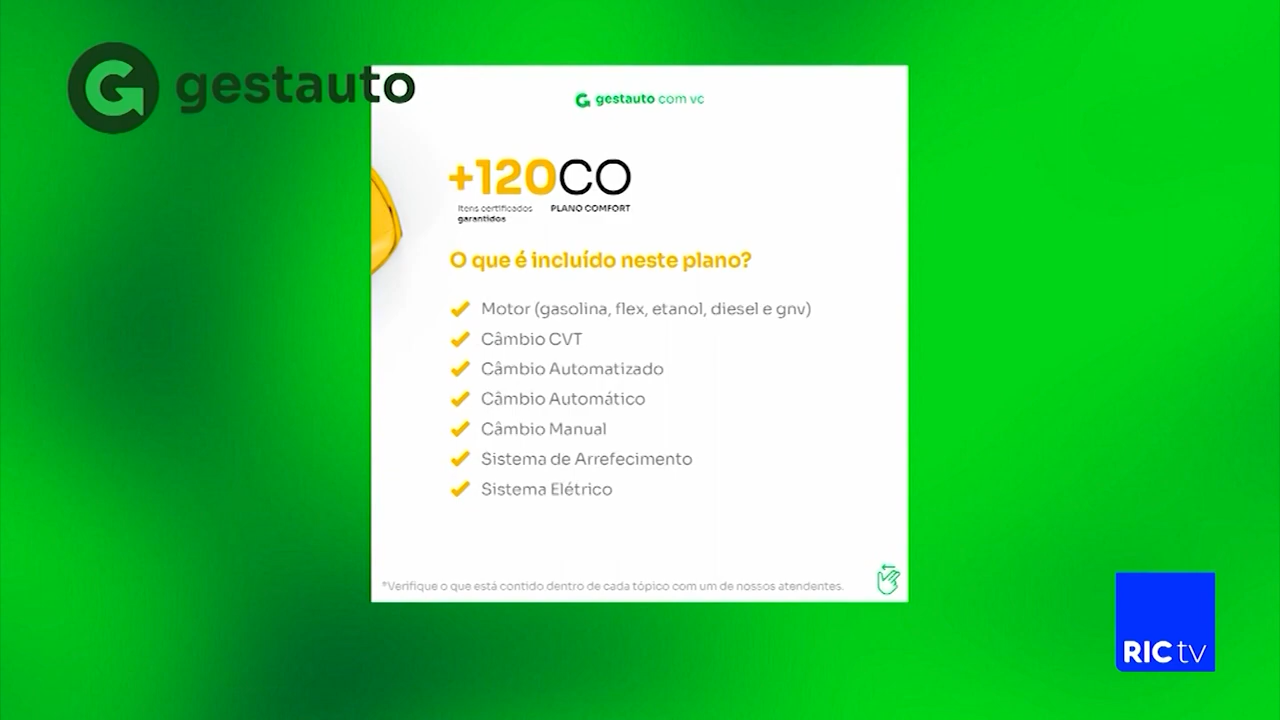 gestauto
gestauto com vc
+120CO
Itens certificados
garantidos
PLANO COMFORT
O que é incluído neste plano?
Motor (gasolina, flex, etanol, diesel e gnv)
Câmbio CVT
Câmbio Automatizado
Câmbio Automático
Câmbio Manual
Sistema de Arrefecimento
Sistema Elétrico
*Verifique o que está contido dentro de cada tópico com um de nossos atendentes.
RIC tv